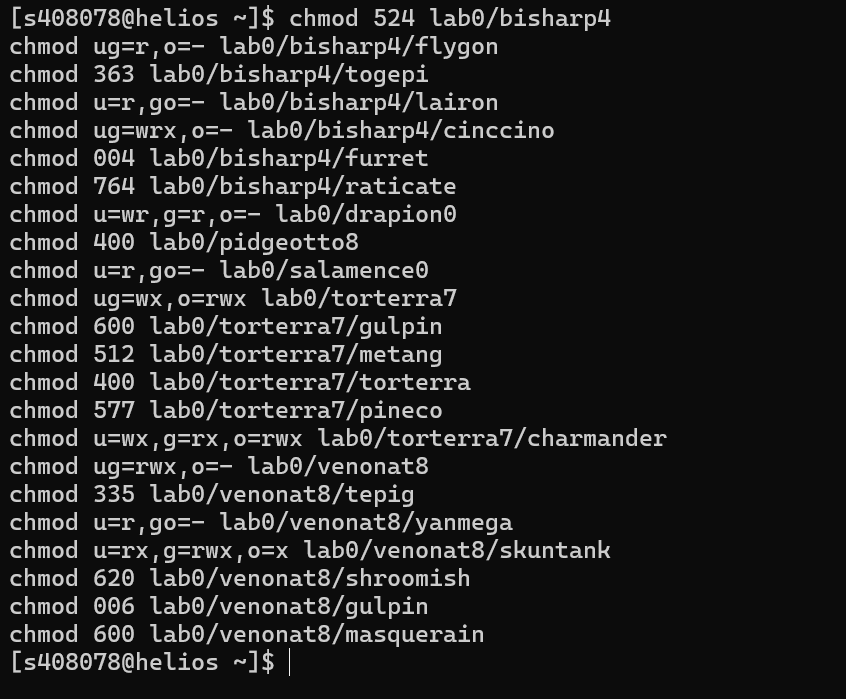 [s408078@helios ~]$ chmod 524 lab0/bisharp4
chmod ug=r,o=- lab0/bisharp4/flygon
chmod 363 lab0/bisharp4/togepi
chmod u=r,go=- lab0/bisharp4/lairon
chmod ug=wrx,o=- lab0/bisharp4/cinccino
chmod 004 lab0/bisharp4/furret
chmod 764 lab0/bisharp4/raticate
chmod u=wr,g=r,o=- lab0/drapion0
chmod 400 lab0/pidgeotto8
chmod u=r,go=- lab0/salamence0
chmod ug=wx,o=rwx lab0/torterra7
chmod 600 lab0/torterra7/gulpin
chmod 512 lab0/torterra7/metang
chmod 400 lab0/torterra7/torterra
chmod 577 lab0/torterra7/pineco
chmod u=wx,g=rx,o=rwx lab0/torterra7/charmander
chmod ug=rwx,o=- lab0/venonat8
chmod 335 lab0/venonat8/tepig
chmod u=r,go=- lab0/venonat8/yanmega
chmod u=rx,g=rwx,o=x lab0/venonat8/skuntank
chmod 620 lab0/venonat8/shroomish
chmod 006 lab0/venonat8/gulpin
chmod 600 lab0/venonat8/masquerain
[s408078@helios ~]$